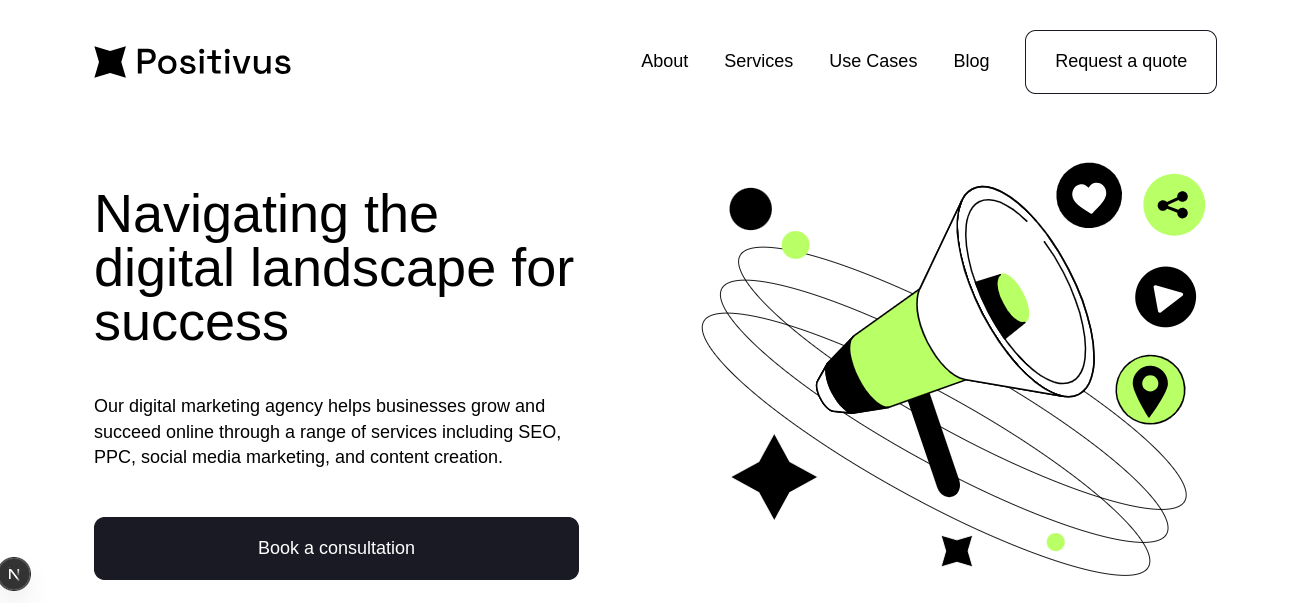 Positivus
About Services Use Cases Blog Request a quote
Navigating the
digital landscape for
success
Our digital marketing agency helps businesses grow and
succeed online through a range of services including SEO,
PPC, social media marketing, and content creation.
Book a consultation
N